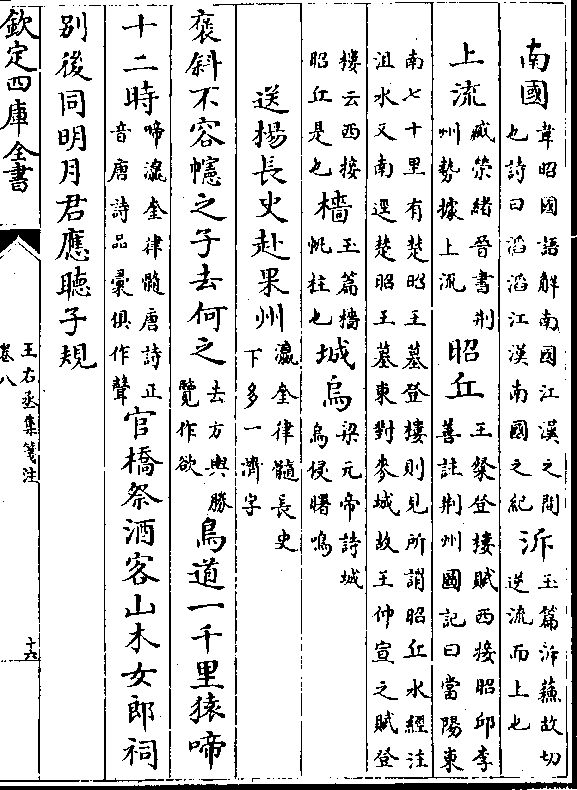 南國韋昭國語解南國江漢之間也詩曰滔滔江漢南國之紀泝玉篇泝蘇故切逆流而上也
上流臧榮緒晉書荆州勢據上流昭丘王粲登樓賦西接昭邱李善註荆州國記曰當陽東
南七十里有楚昭王墓登樓則見所謂昭丘水經注沮水又南逕楚昭王墓東對麥城故王仲宣之賦登
樓云西接昭丘是也檣玉篇檣帆柱也城烏梁元帝詩城烏侵曙鳴
送楊長史赴果州瀛奎律髓長史下多一濟字
褒斜不容幰之子去何之去方輿勝覽作欲鳥道一千里猿啼
十二時啼瀛奎律髓唐詩正音唐詩品彙俱作聲官橋祭酒客山木女郎祠
別後同明月君應聽子規
欽定四庫全書
王右丞集箋注
卷八
十六